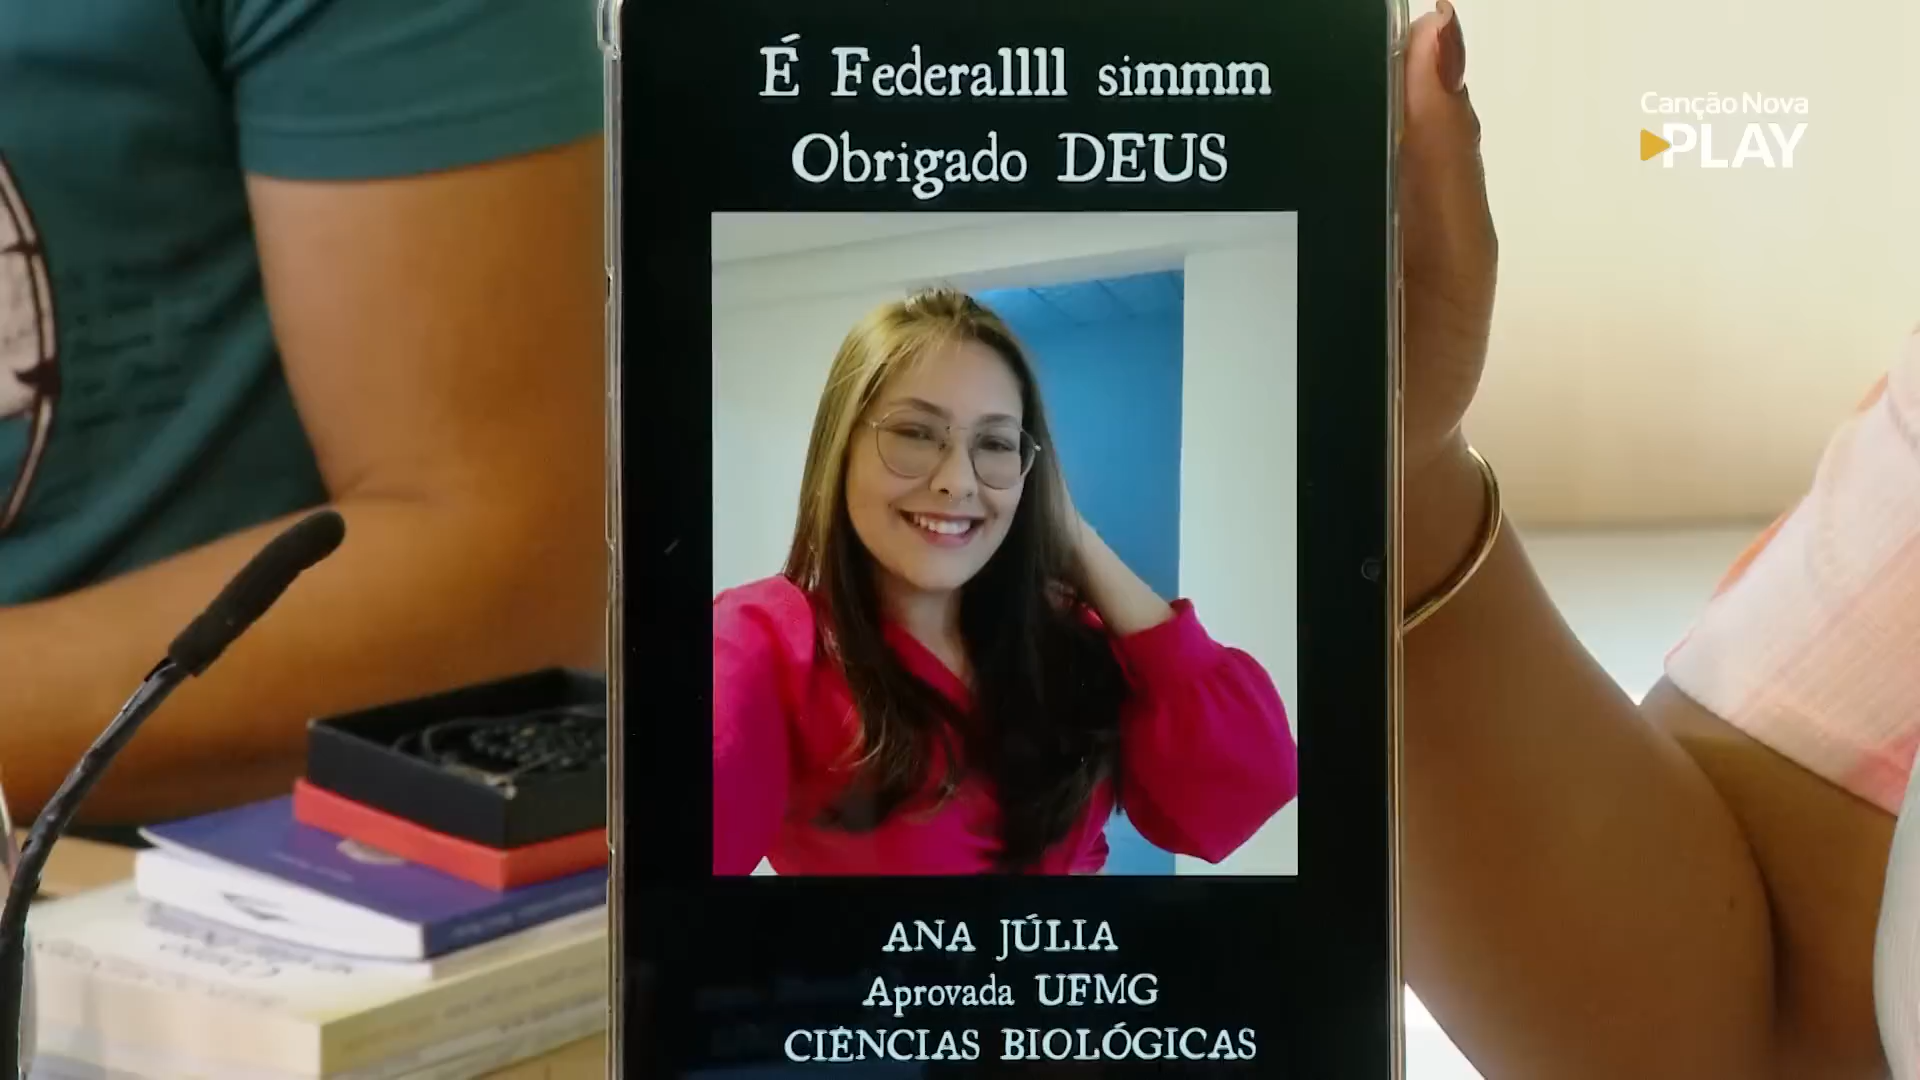 É Federallll simmm
Obrigado DEUS
Canção Nova
PLAY
ANA JÚLIA
Aprovada UFMG
CIÊNCIAS BIOLÓGICAS